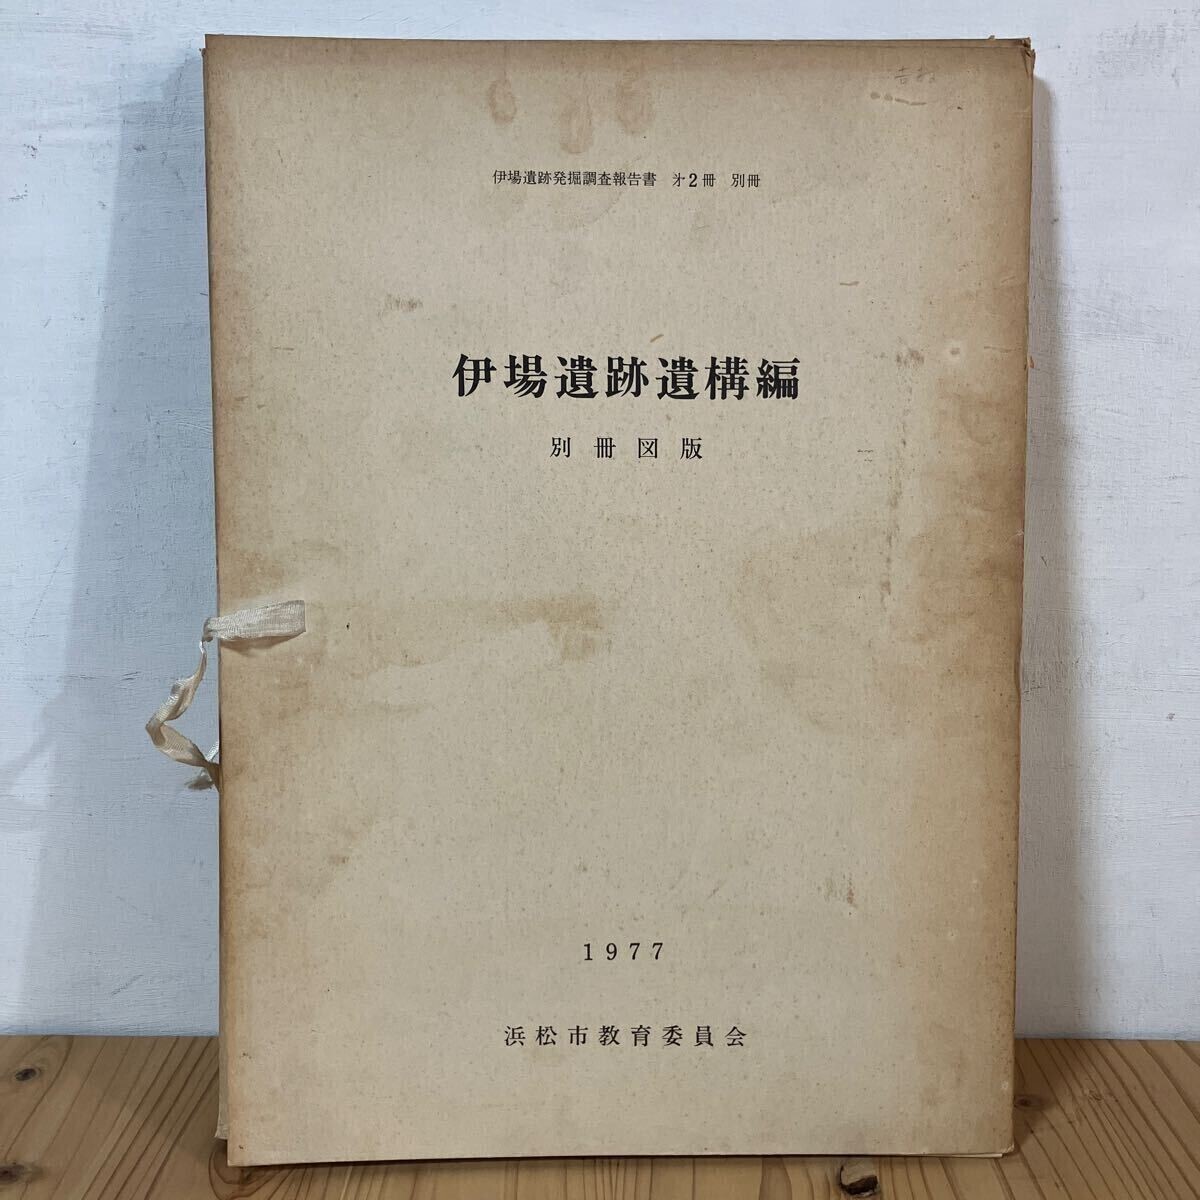 伊場遺跡発掘調査報告書 㐧2冊 別冊
伊場遺跡遺構編
別冊図版
1977
浜松市教育委員会